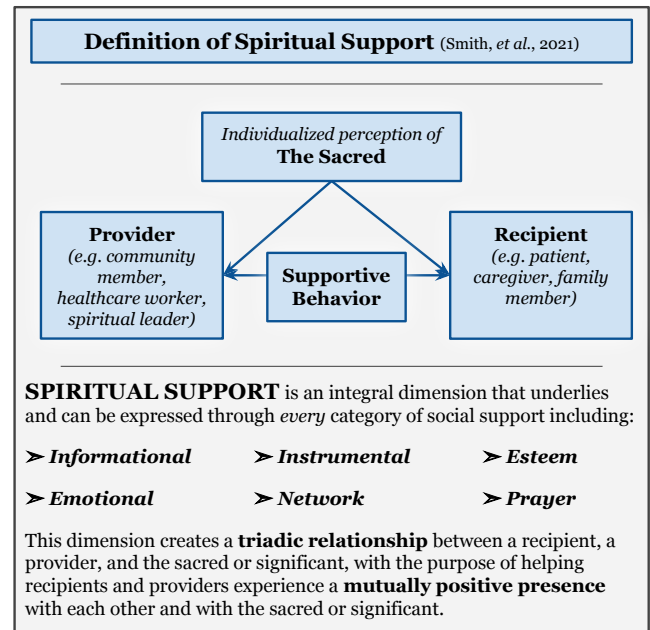 Definition of Spiritual Support (Smith, et al., 2021)
Individualized perception of
The Sacred
Provider
(e.g. community
member,
healthcare worker,
spiritual leader)
Supportive
Behavior
Recipient
(e.g. patient,
caregiver, family
member)
SPIRITUAL SUPPORT is an integral dimension that underlies
and can be expressed through every category of social support including:
➢ Informational ➢ Instrumental ➢ Esteem
➢ Emotional ➢ Network ➢ Prayer
This dimension creates a triadic relationship between a recipient, a
provider, and the sacred or significant, with the purpose of helping
recipients and providers experience a mutually positive presence
with each other and with the sacred or significant.